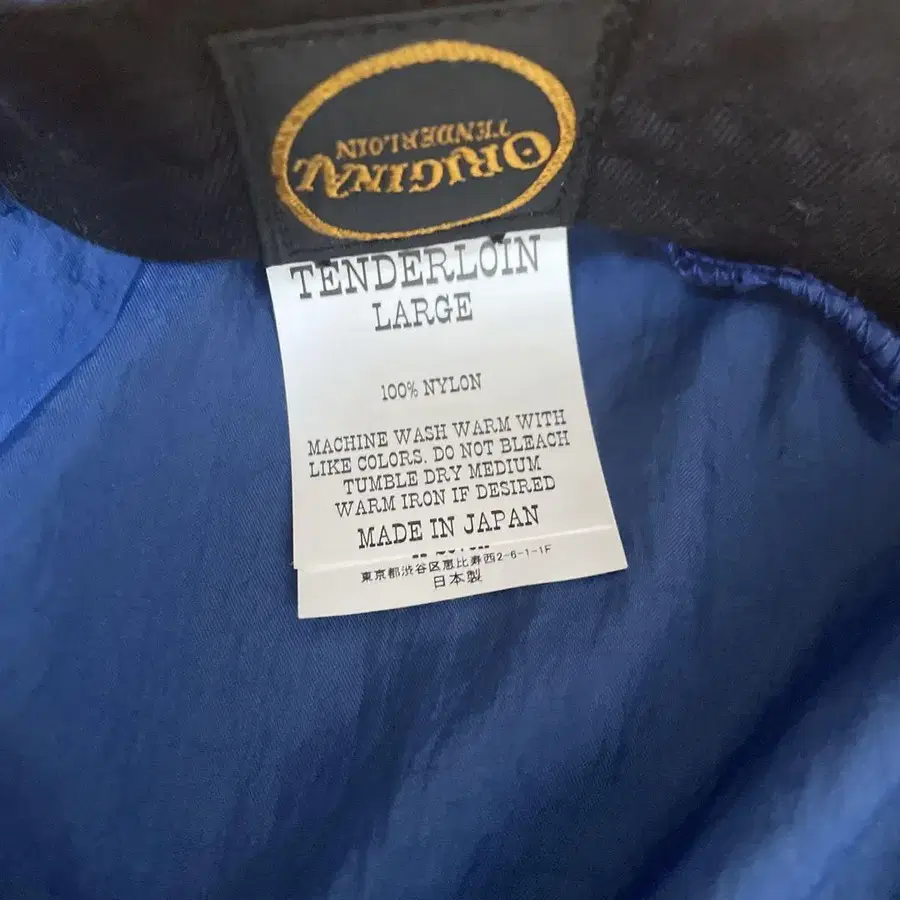 ORIGINAL
TENDERLOIN
TENDERLOIN
LARGE
100% NYLON
MACHINE WASH WARM WITH
LIKE COLORS. DO NOT BLEACH
TUMBLE DRY MEDIUM
WARM IRON IF DESIRED
MADE IN JAPAN
東京都渋谷区恵比寿西2-6-1-1F
日本製